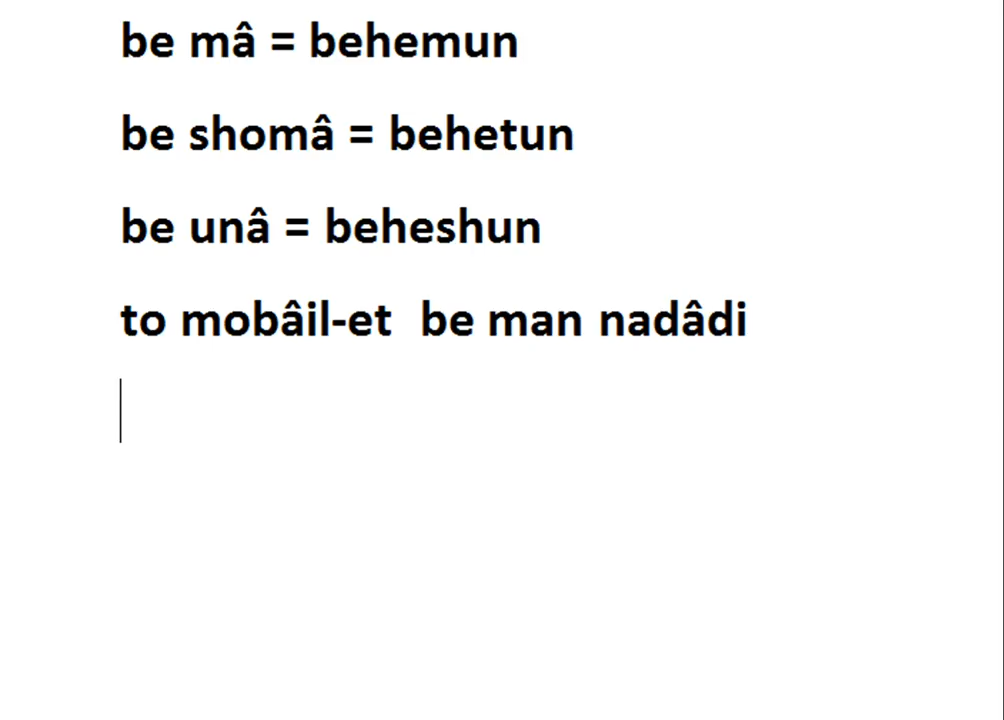 be mâ = behemun
be shomâ = behetun
be unâ = beheshun
to mobâil-et  be man nadâdi